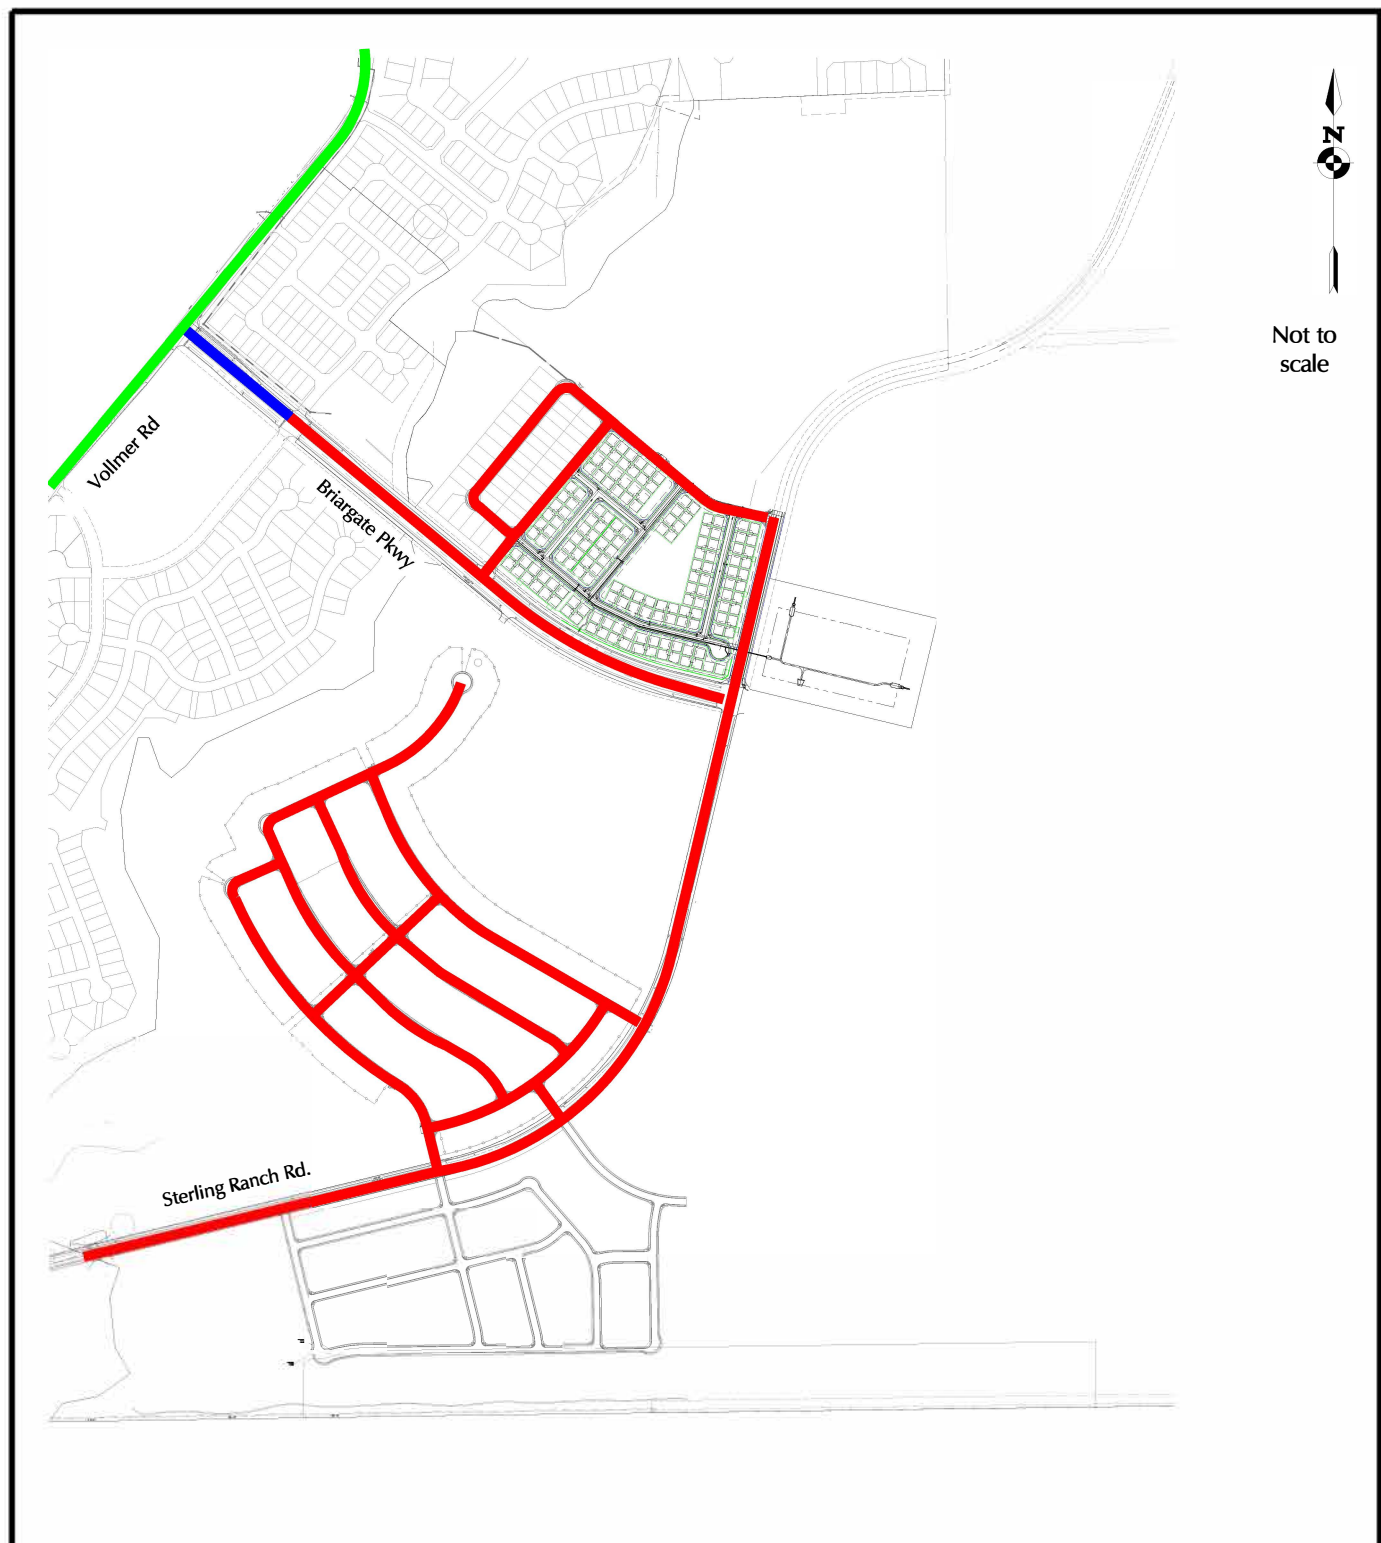 N
Not to
scale
Vollmer Rd
Briargate Pkwy
Sterling Ranch Rd.